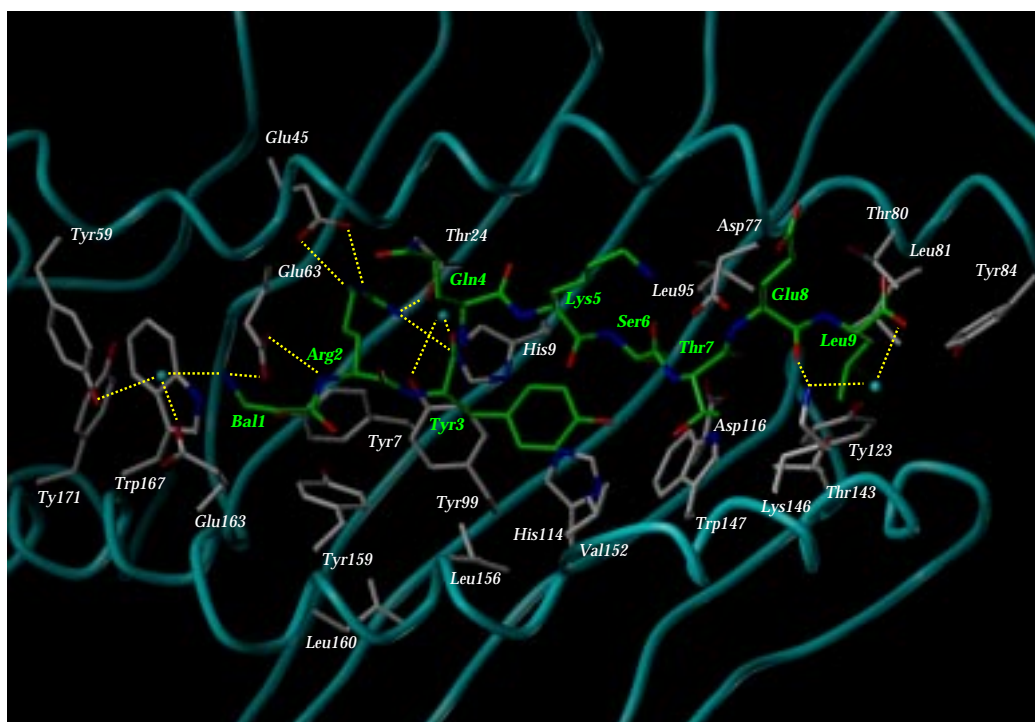 Glu45
Tyr59
Thr24
Asp77
Thr80
Leu81
Glu63
Gln4
Tyr84
Lys5
Leu95
Glu8
Ser6
Arg2
His9
Thr7
Leu9
Bal1
Tyr7
Tyr3
Asp116
Ty123
Ty171
Trp167
Glu163
Tyr99
Lys146
Thr143
His114
Trp147
Val152
Tyr159
Leu156
Leu160